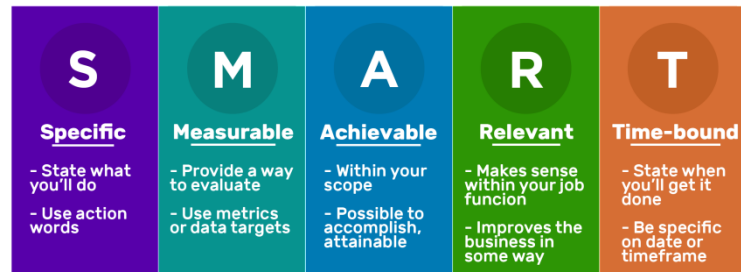 S
Specific
- State what
you'll do
- Use action
words
M
Measurable
- Provide a way
to evaluate
- Use metrics
or data targets
A
Achievable
- Within your
scope
- Possible to
accomplish,
attainable
R
Relevant
- Makes sense
within your job
funcion
- Improves the
business in
some way
T
Time-bound
- State when
you'll get it
done
- Be specific
on date or
timeframe